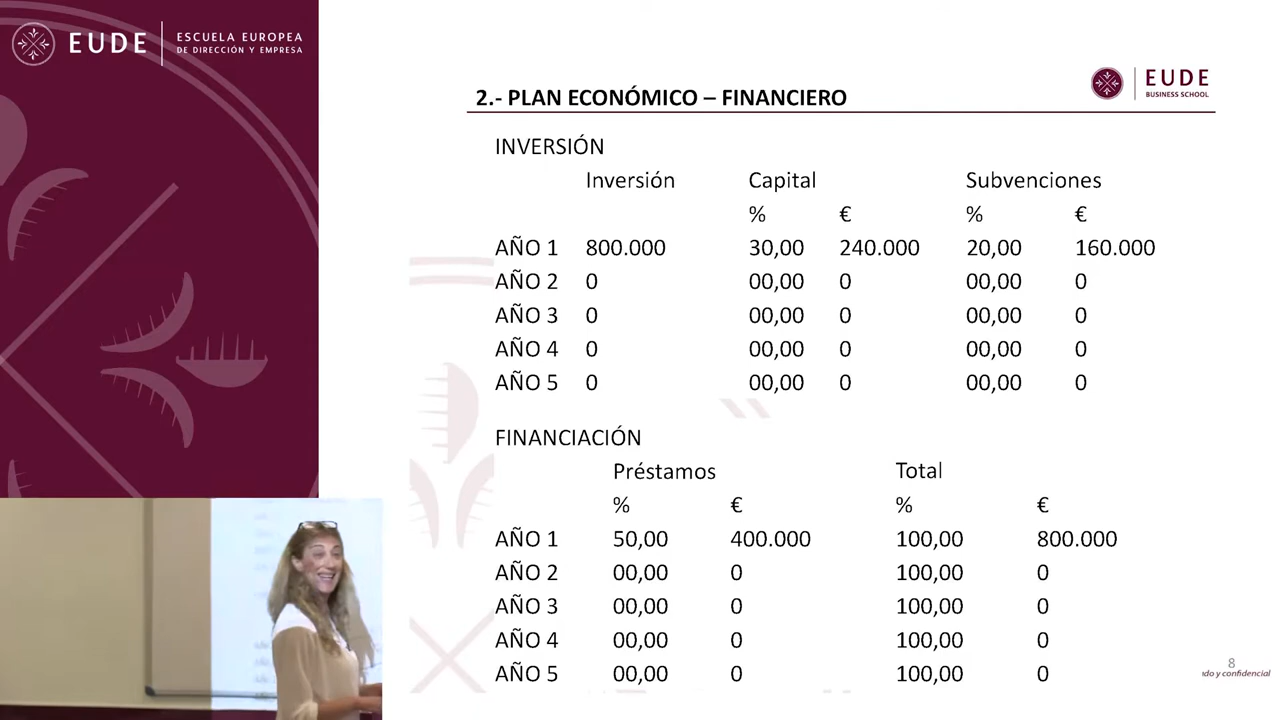 EUDE
ESCUELA EUROPEA
DE DIRECCIÓN Y EMPRESA
EUDE
BUSINESS SCHOOL
2.- PLAN ECONÓMICO – FINANCIERO
INVERSIÓN
Inversión Capital Subvenciones
% € % €
AÑO 1 800.000 30,00 240.000 20,00 160.000
AÑO 2 0 00,00 0 00,00 0
AÑO 3 0 00,00 0 00,00 0
AÑO 4 0 00,00 0 00,00 0
AÑO 5 0 00,00 0 00,00 0
FINANCIACIÓN
Préstamos Total
% € % €
AÑO 1 50,00 400.000 100,00 800.000
AÑO 2 00,00 0 100,00 0
AÑO 3 00,00 0 100,00 0
AÑO 4 00,00 0 100,00 0
AÑO 5 00,00 0 100,00 0
8
y confidencial